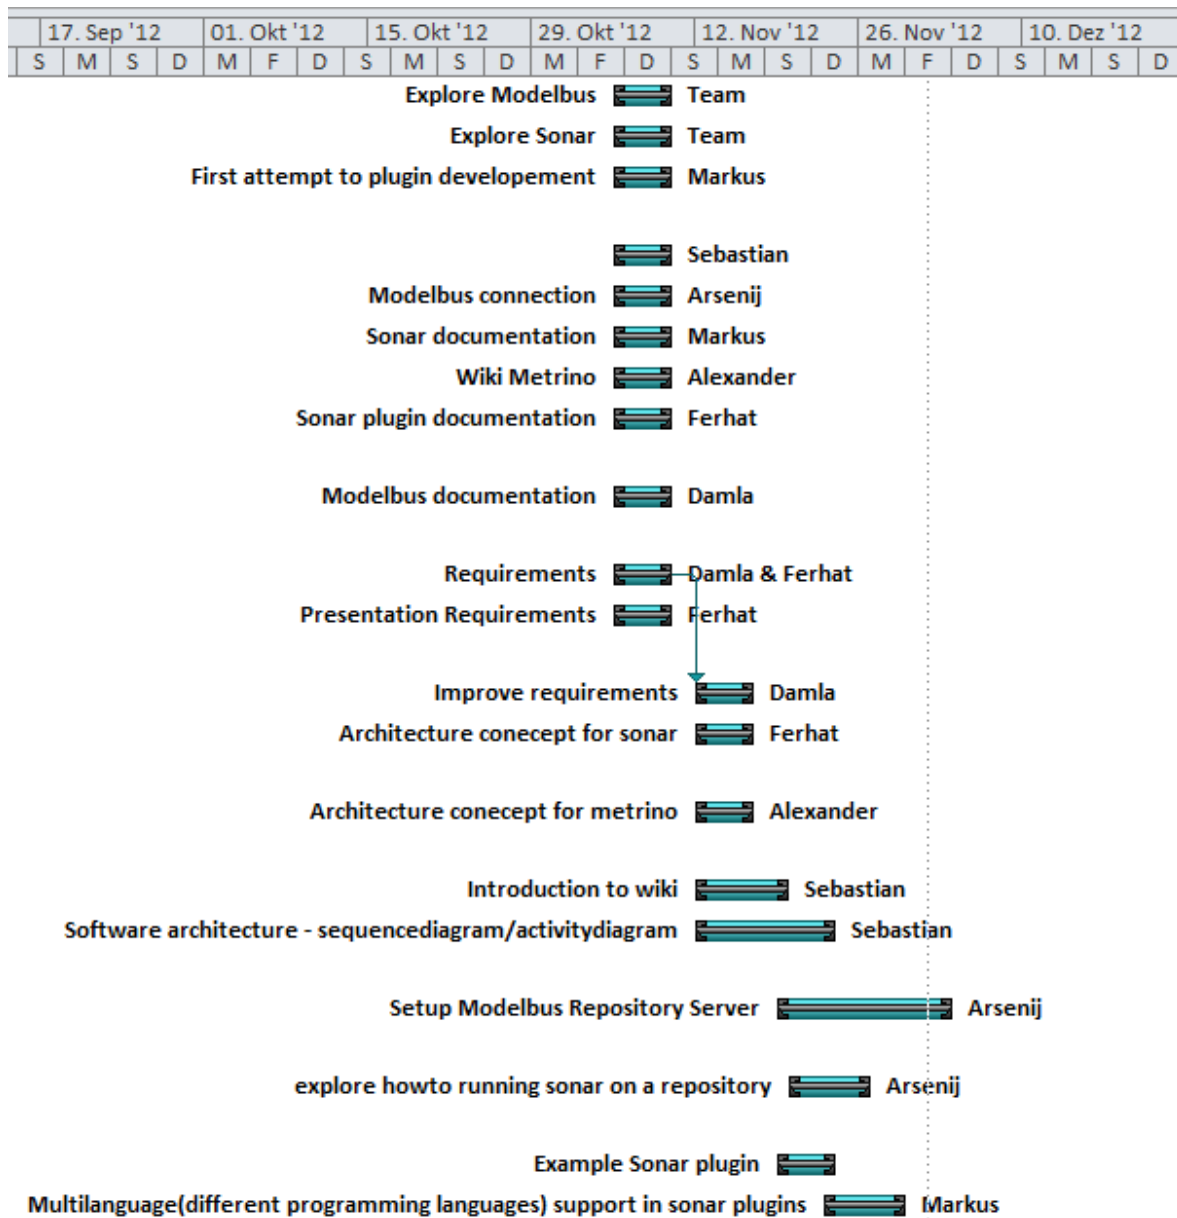 17. Sep '12 01. Okt '12 15. Okt '12 29. Okt '12 12. Nov '12 26. Nov '12 10. Dez '12
S M S D M F D S M S D M F D S M S D M F D S M S D
Explore Modelbus Team
Explore Sonar Team
First attempt to plugin developement Markus
Sebastian
Modelbus connection Arsenij
Sonar documentation Markus
Wiki Metrino Alexander
Sonar plugin documentation Ferhat
Modelbus documentation Damla
Requirements Damla & Ferhat
Presentation Requirements Ferhat
Improve requirements Damla
Architecture conecept for sonar Ferhat
Architecture conecept for metrino Alexander
Introduction to wiki Sebastian
Software architecture - sequencediagram/activitydiagram Sebastian
Setup Modelbus Repository Server Arsenij
explore howto running sonar on a repository Arsenij
Example Sonar plugin
Multilanguage(different programming languages) support in sonar plugins Markus